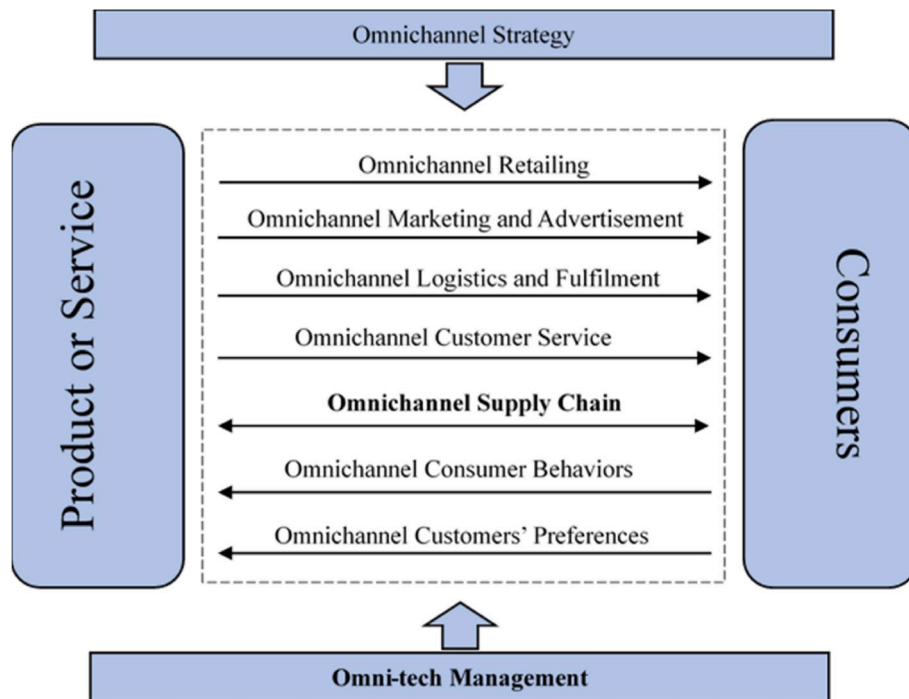 Omnichannel Strategy
Product or Service
Omnichannel Retailing
Omnichannel Marketing and Advertisement
Omnichannel Logistics and Fulfilment
Omnichannel Customer Service
Omnichannel Supply Chain
Omnichannel Consumer Behaviors
Omnichannel Customers’ Preferences
Consumers
Omni-tech Management